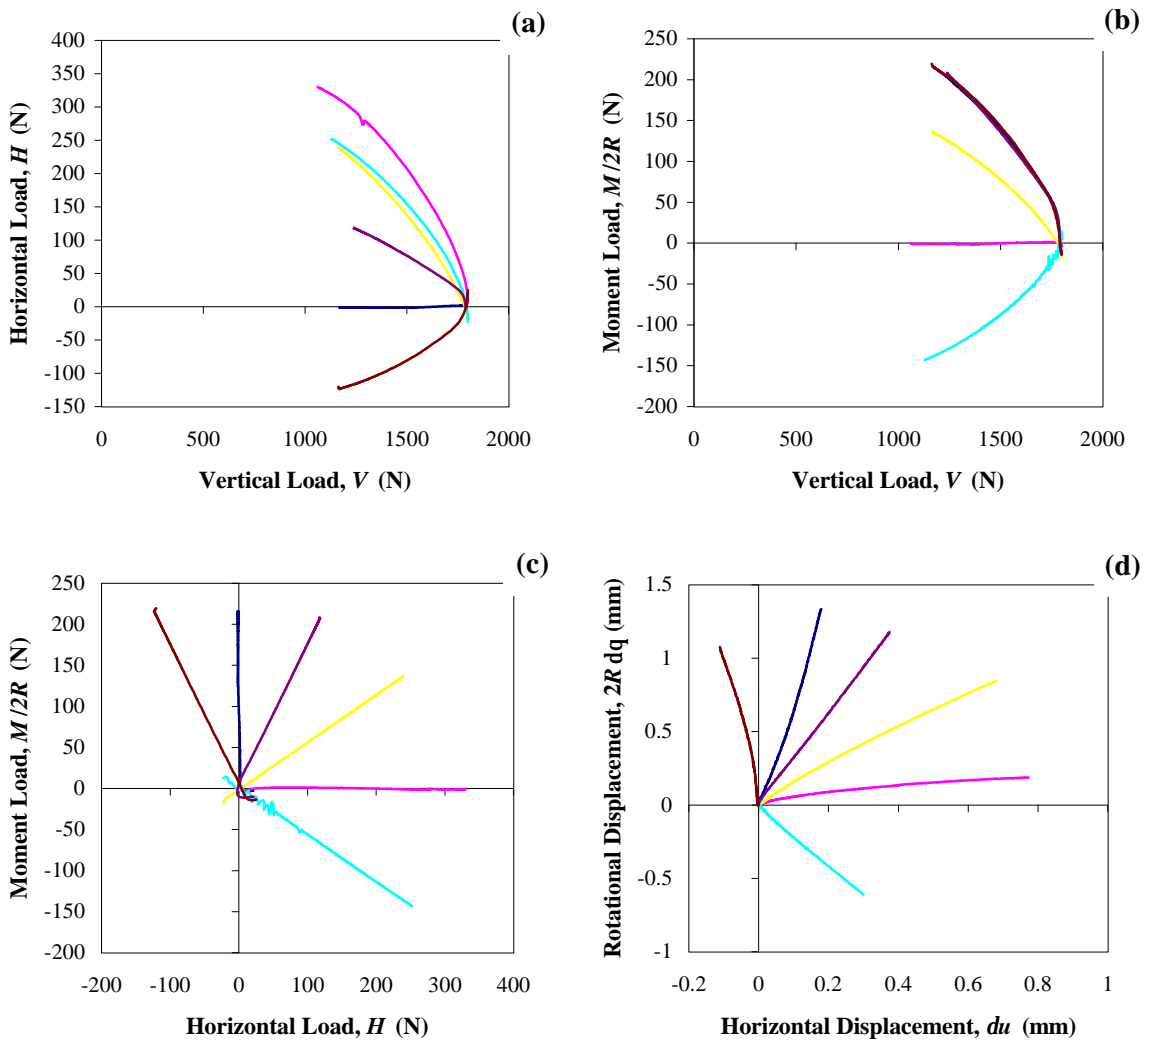 (a)
400
350
300
250
200
150
100
50
0
-50
-100
-150
0 500 1000 1500 2000
Horizontal Load, H (N)
Vertical Load, V (N)
(b)
250
200
150
100
50
0
-50
-100
-150
-200
0 500 1000 1500 2000
Moment Load, M/2R (N)
Vertical Load, V (N)
(c)
250
200
150
100
50
0
-50
-100
-150
-200
-200 -100 0 100 200 300 400
Moment Load, M/2R (N)
Horizontal Load, H (N)
(d)
1.5
1
0.5
0
-0.5
-1
-0.2 0 0.2 0.4 0.6 0.8 1
Rotational Displacement, 2R dq (mm)
Horizontal Displacement, du (mm)